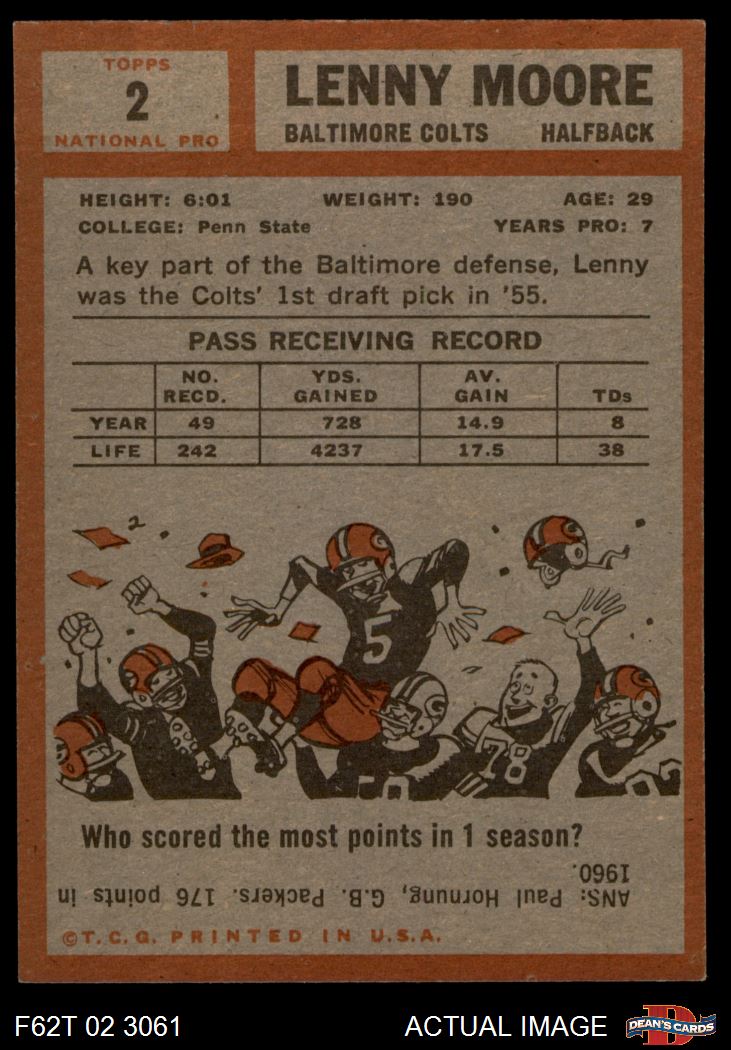 TOPPS
2
NATIONAL PRO
LENNY MOORE
BALTIMORE COLTS HALFBACK
HEIGHT: 6:01 WEIGHT: 190 AGE: 29
COLLEGE: Penn State YEARS PRO: 7
A key part of the Baltimore defense, Lenny
was the Colts' 1st draft pick in '55.
PASS RECEIVING RECORD
NO. RECD. YDS. GAINED AV. GAIN TDs
YEAR 49 728 14.9 8
LIFE 242 4237 17.5 38
2
5
78
Who scored the most points in 1 season?
ANS: Paul Hornung, G.B. Packers. 176 points in
1960.
©T.C.G. PRINTED IN U.S.A.
F62T 02 3061 ACTUAL IMAGE
D
DEAN'S CARDS